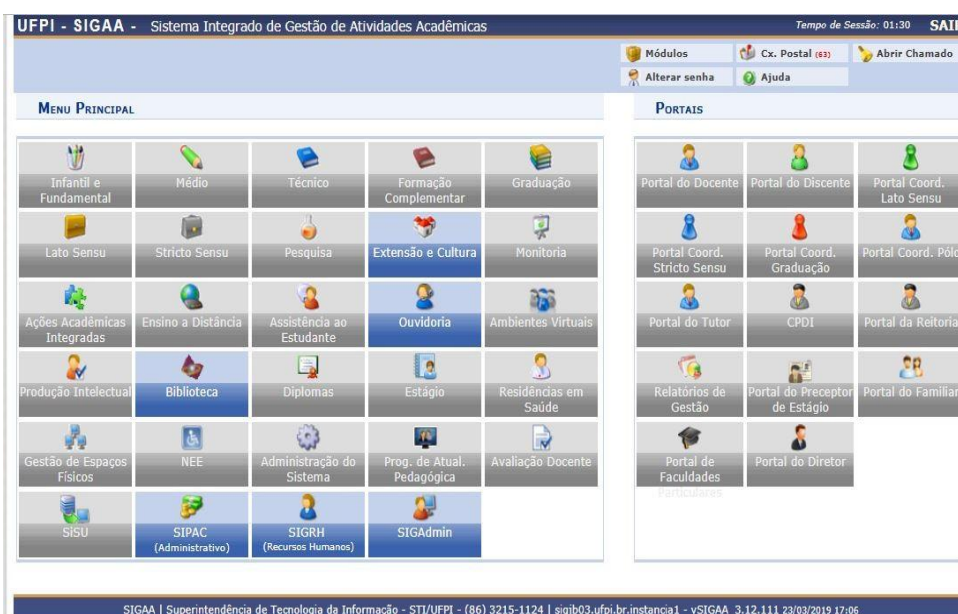 UFPI - SIGAA - Sistema Integrado de Gestão de Atividades Acadêmicas
Tempo de Sessão: 01:30 SAIR
Módulos
Cx. Postal (63)
Abrir Chamado
Alterar senha
Ajuda
MENU PRINCIPAL
Infantil e
Fundamental
Médio
Técnico
Formação
Complementar
Graduação
Lato Sensu
Stricto Sensu
Pesquisa
Extensão e Cultura
Monitoria
Ações Acadêmicas
Integradas
Ensino a Distância
Assistência ao
Estudante
Ouvidoria
Ambientes Virtuais
Produção Intelectual
Biblioteca
Diplomas
Estágio
Residências em
Saúde
Gestão de Espaços
Físicos
NEE
Administração do
Sistema
Prog. de Atual.
Pedagógica
Avaliação Docente
SiSU
SIPAC
(Administrativo)
SIGRH
(Recursos Humanos)
SIGAdmin
PORTAIS
Portal do Docente
Portal do Discente
Portal Coord.
Lato Sensu
Portal Coord.
Stricto Sensu
Portal Coord.
Graduação
Portal Coord. Pólo
Portal do Tutor
CPDI
Portal da Reitoria
Relatórios de
Gestão
Portal do Preceptor
de Estágio
Portal do Familiar
Portal de
Faculdades
Particulares
Portal do Diretor
SIGAA | Superintendência de Tecnologia da Informação - STI/UFPI - (86) 3215-1124 | sigjb03.ufpi.br.instancia1 - vSIGAA_3.12.111 23/03/2019 17:06